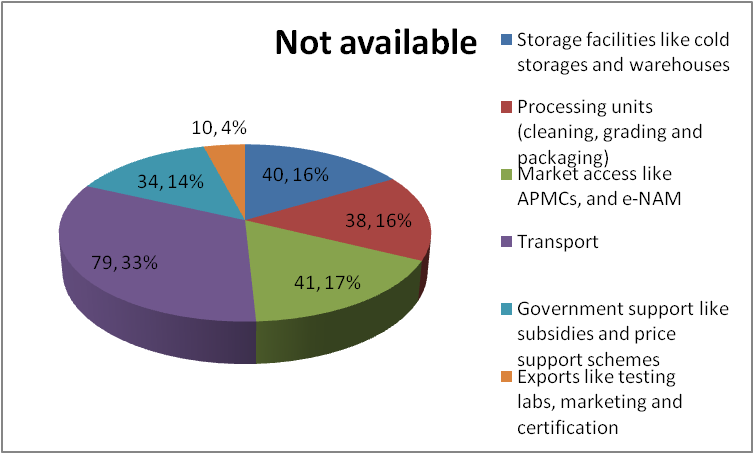 Not available
10, 4%
40, 16%
34, 14%
38, 16%
79, 33%
41, 17%
Storage facilities like cold
storages and warehouses
Processing units
(cleaning, grading and
packaging)
Market access like
APMCs, and e-NAM
Transport
Government support like
subsidies and price
support schemes
Exports like testing
labs, marketing and
certification